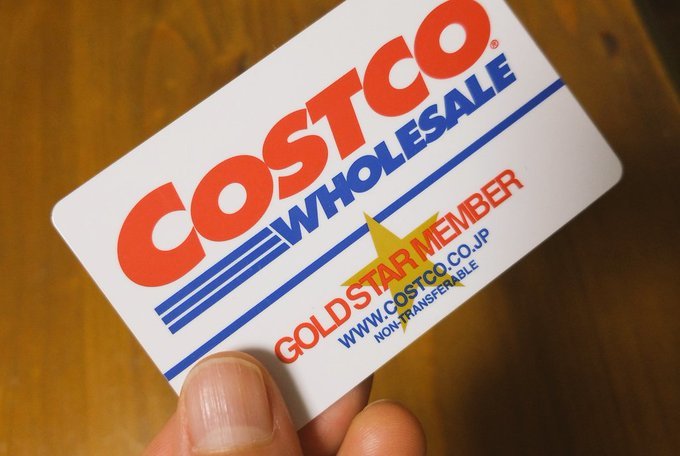 COSTCO®
WHOLESALE
GOLD STAR MEMBER
WWW.COSTCO.CO.JP
NON-TRANSFERABLE